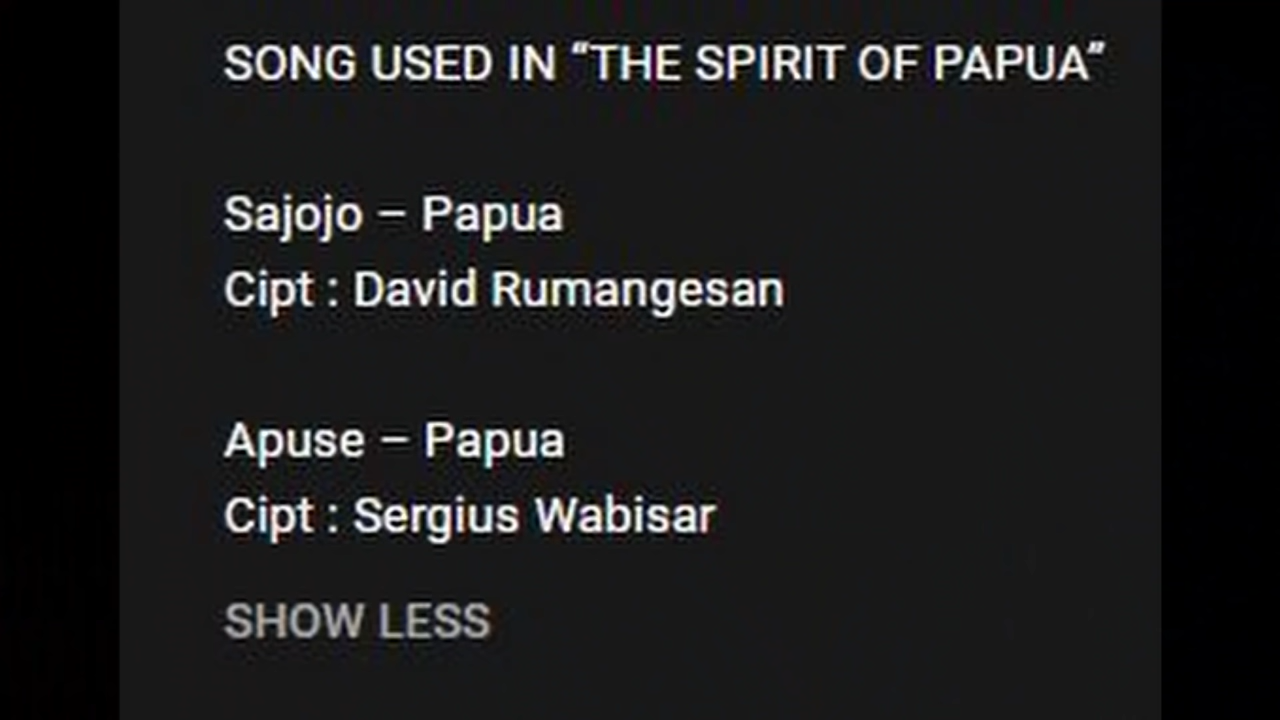 SONG USED IN “THE SPIRIT OF PAPUA”
Sajojo – Papua
Cipt : David Rumangesan
Apuse – Papua
Cipt : Sergius Wabisar
SHOW LESS